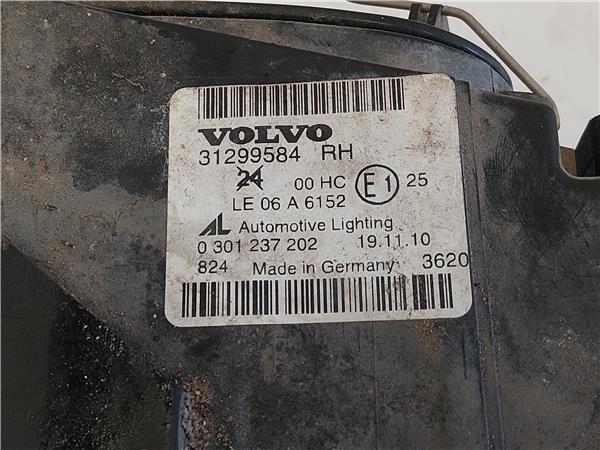 VOLVO
31299584 RH
24 00 HC E1 25
LE 06 A 6152
AL Automotive Lighting
0 301 237 202 19.11.10
824 Made in Germany 3620